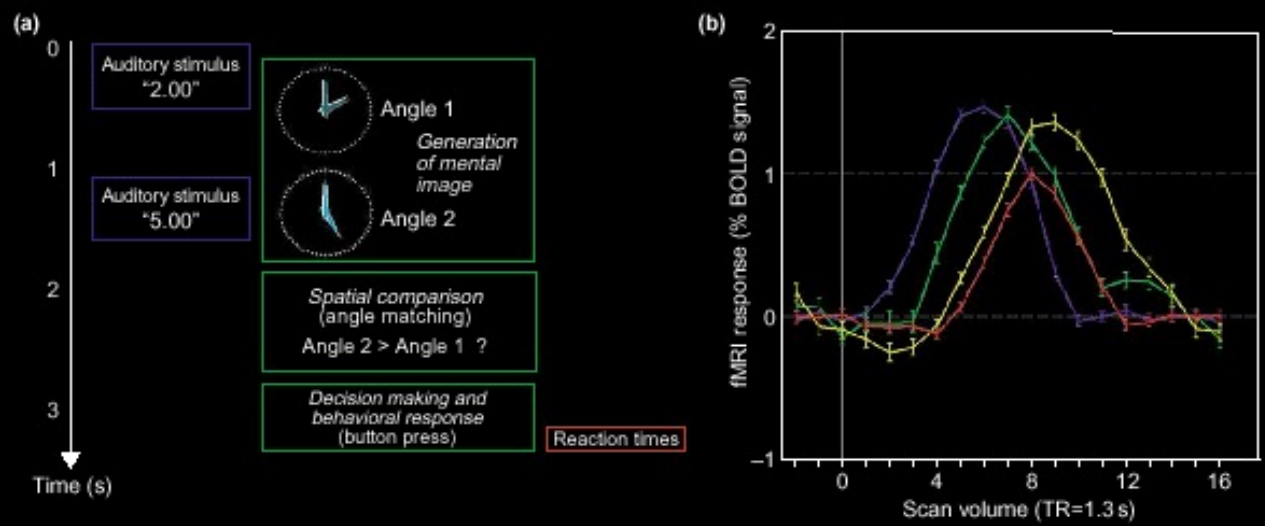 (a)
0
Auditory stimulus
“2.00”
Angle 1
Generation
of mental
image
1
Auditory stimulus
“5.00”
Angle 2
2
Spatial comparison
(angle matching)
Angle 2 > Angle 1 ?
3
Decision making and
behavioral response
(button press)
Reaction times
Time (s)
(b)
2
1
0
–1
fMRI response (% BOLD signal)
0 4 8 12 16
Scan volume (TR=1.3 s)